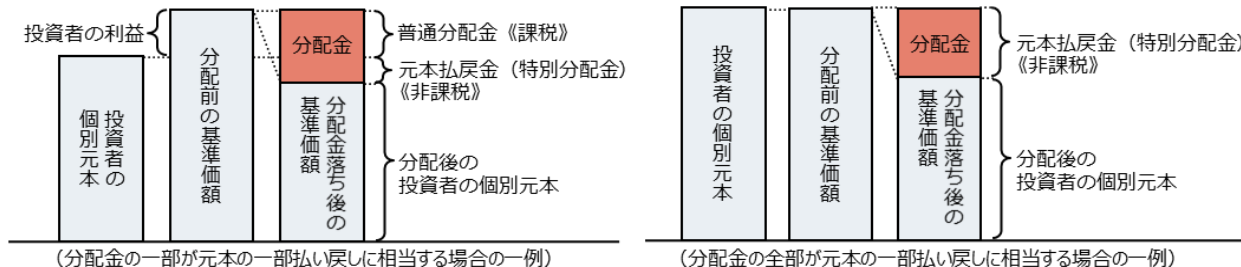 投資者の利益
投資者の
個別元本
分配前の基準価額
分配金
分配金落ち後の
基準価額
普通分配金《課税》
元本払戻金（特別分配金）
《非課税》
分配後の
投資者の個別元本
（分配金の一部が元本の一部払い戻しに相当する場合の一例）
投資者の個別元本
分配前の基準価額
分配金
分配金落ち後の
基準価額
元本払戻金（特別分配金）
《非課税》
分配後の
投資者の個別元本
（分配金の全部が元本の一部払い戻しに相当する場合の一例）